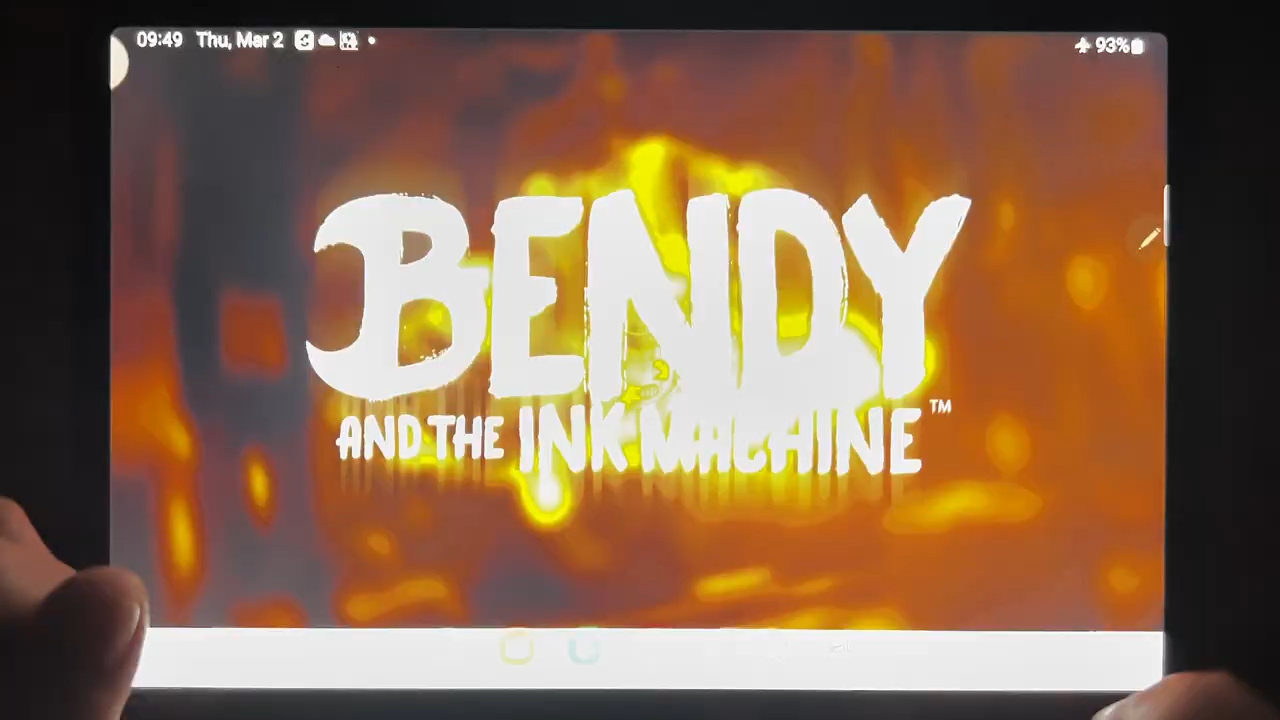 09:49 Thu, Mar 2
93%
BENDY
AND THE INK MACHINE™